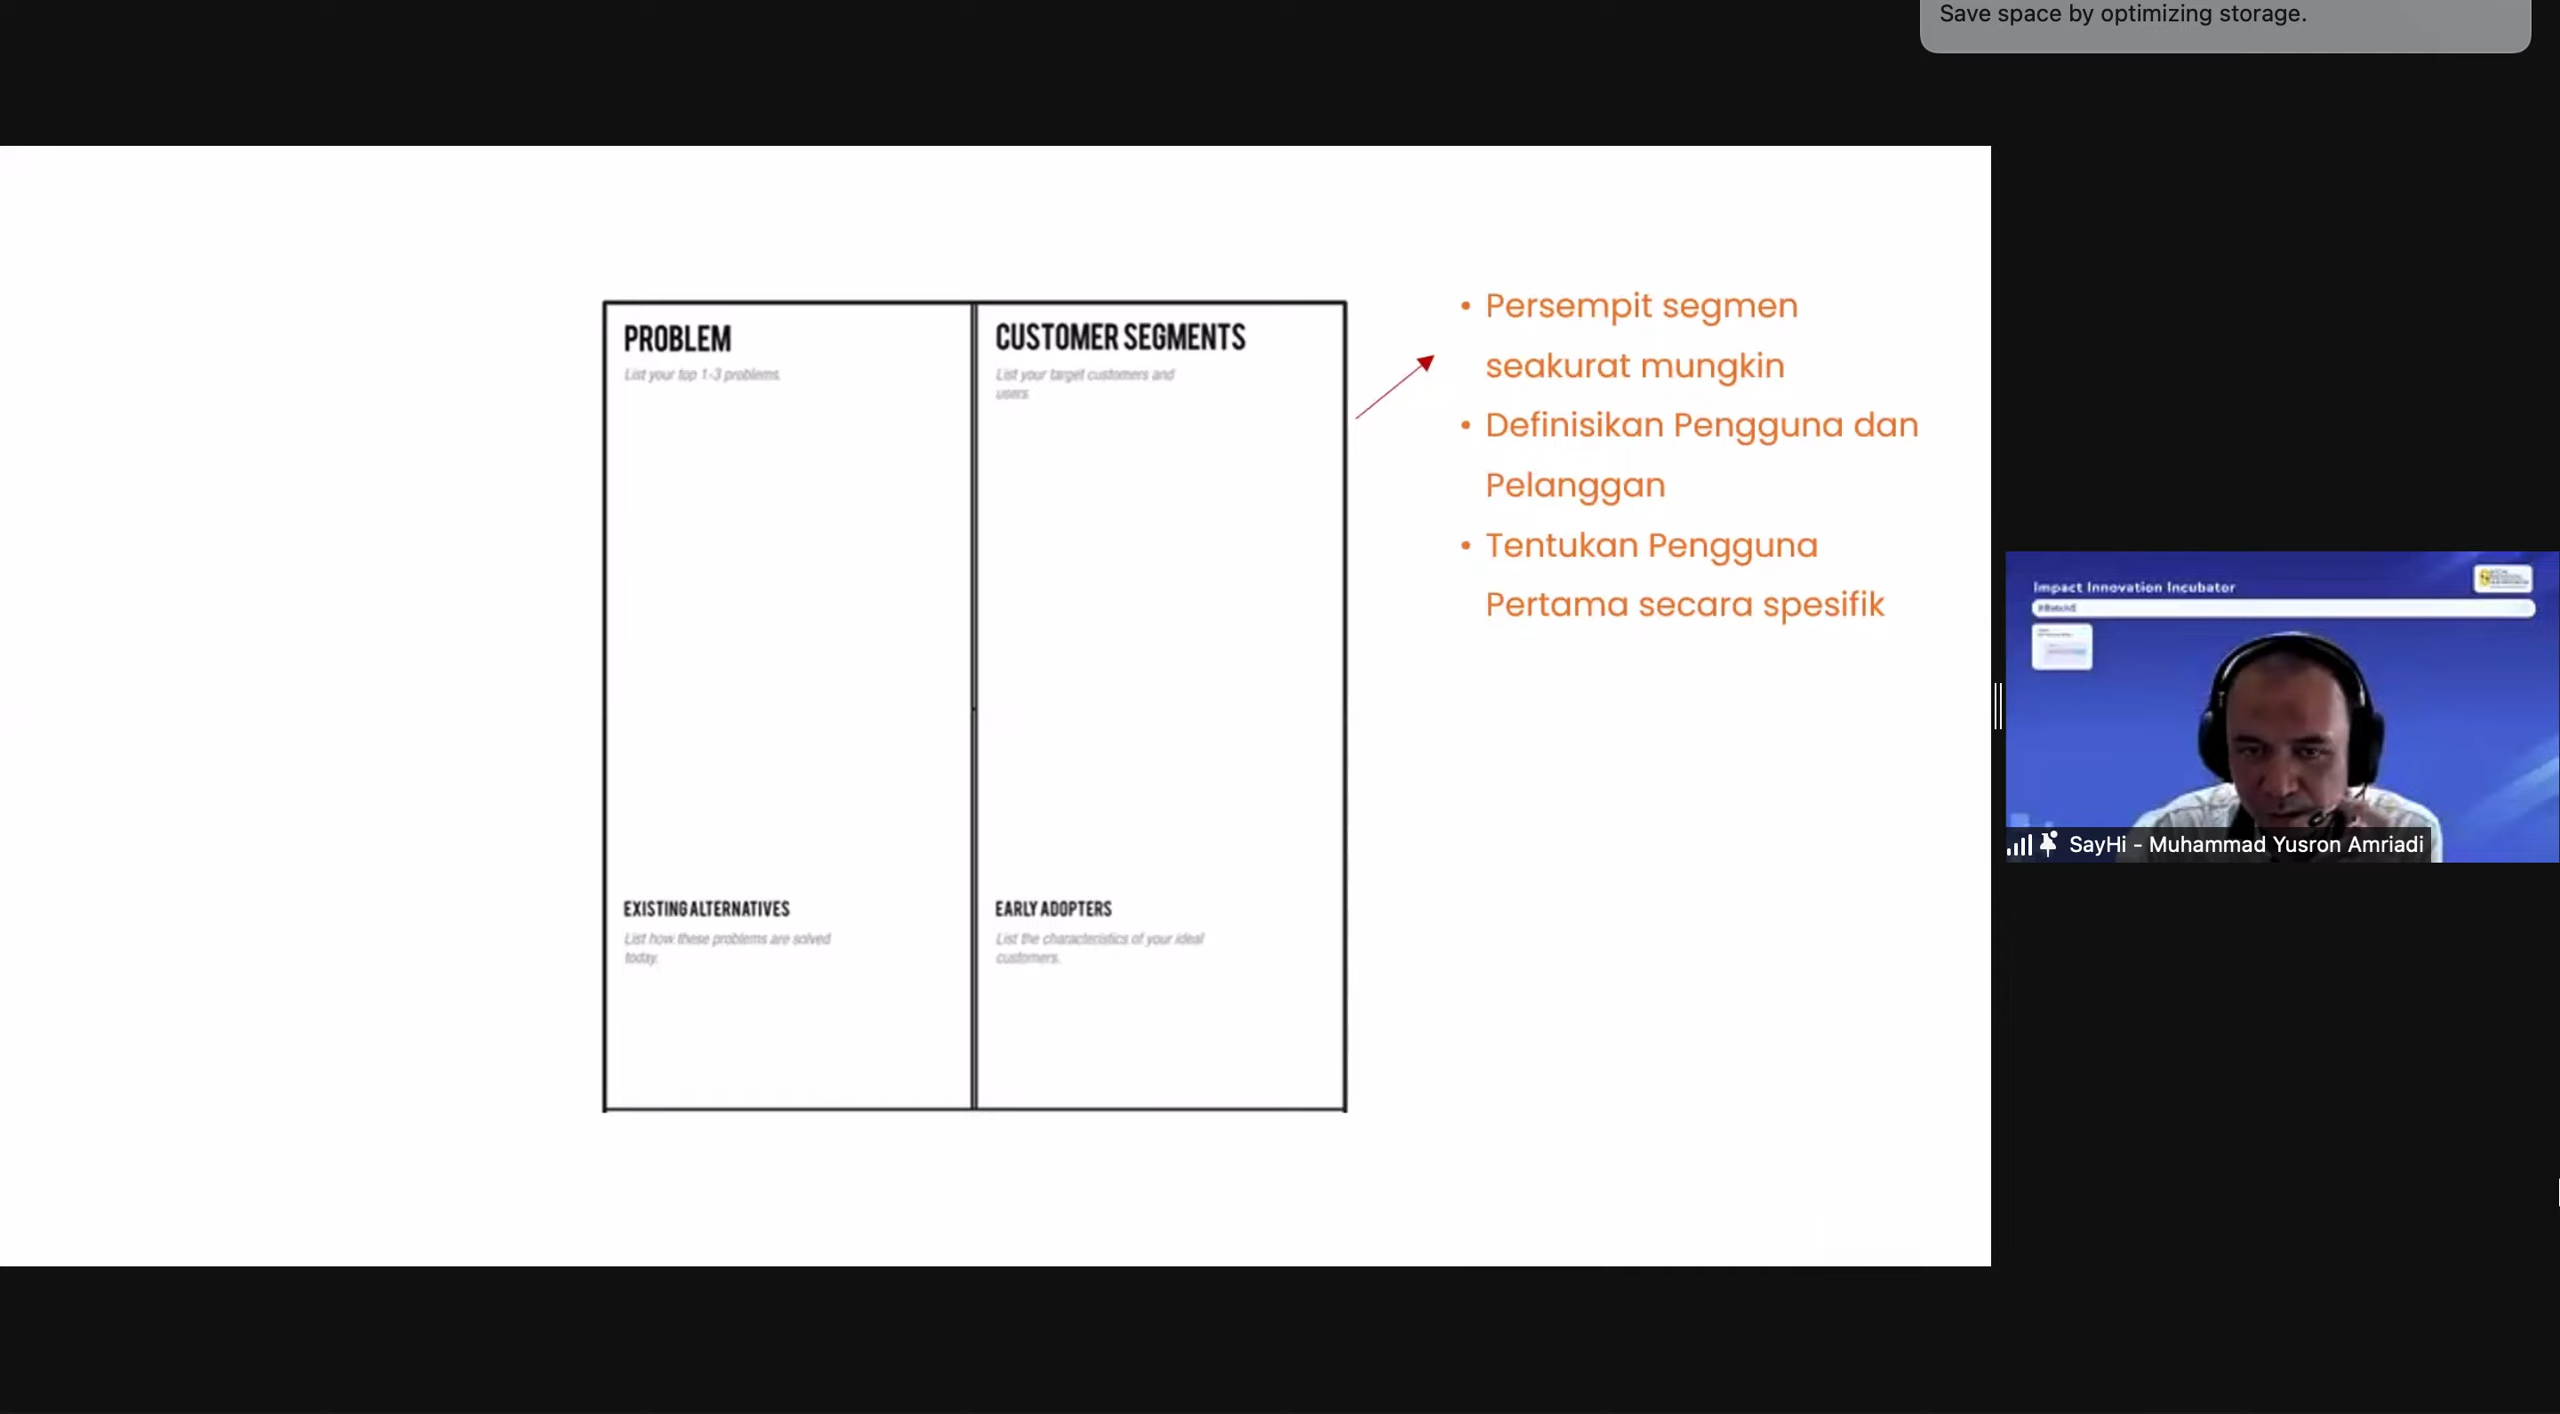 Save space by optimizing storage.
PROBLEM
List your top 1-3 problems.
EXISTING ALTERNATIVES
List how these problems are solved
today.
CUSTOMER SEGMENTS
List your target customers and
users.
EARLY ADOPTERS
List the characteristics of your ideal
customers.
• Persempit segmen
seakurat mungkin
• Definisikan Pengguna dan
Pelanggan
• Tentukan Pengguna
Pertama secara spesifik
Impact Innovation Incubator
SayHi - Muhammad Yusron Amriadi